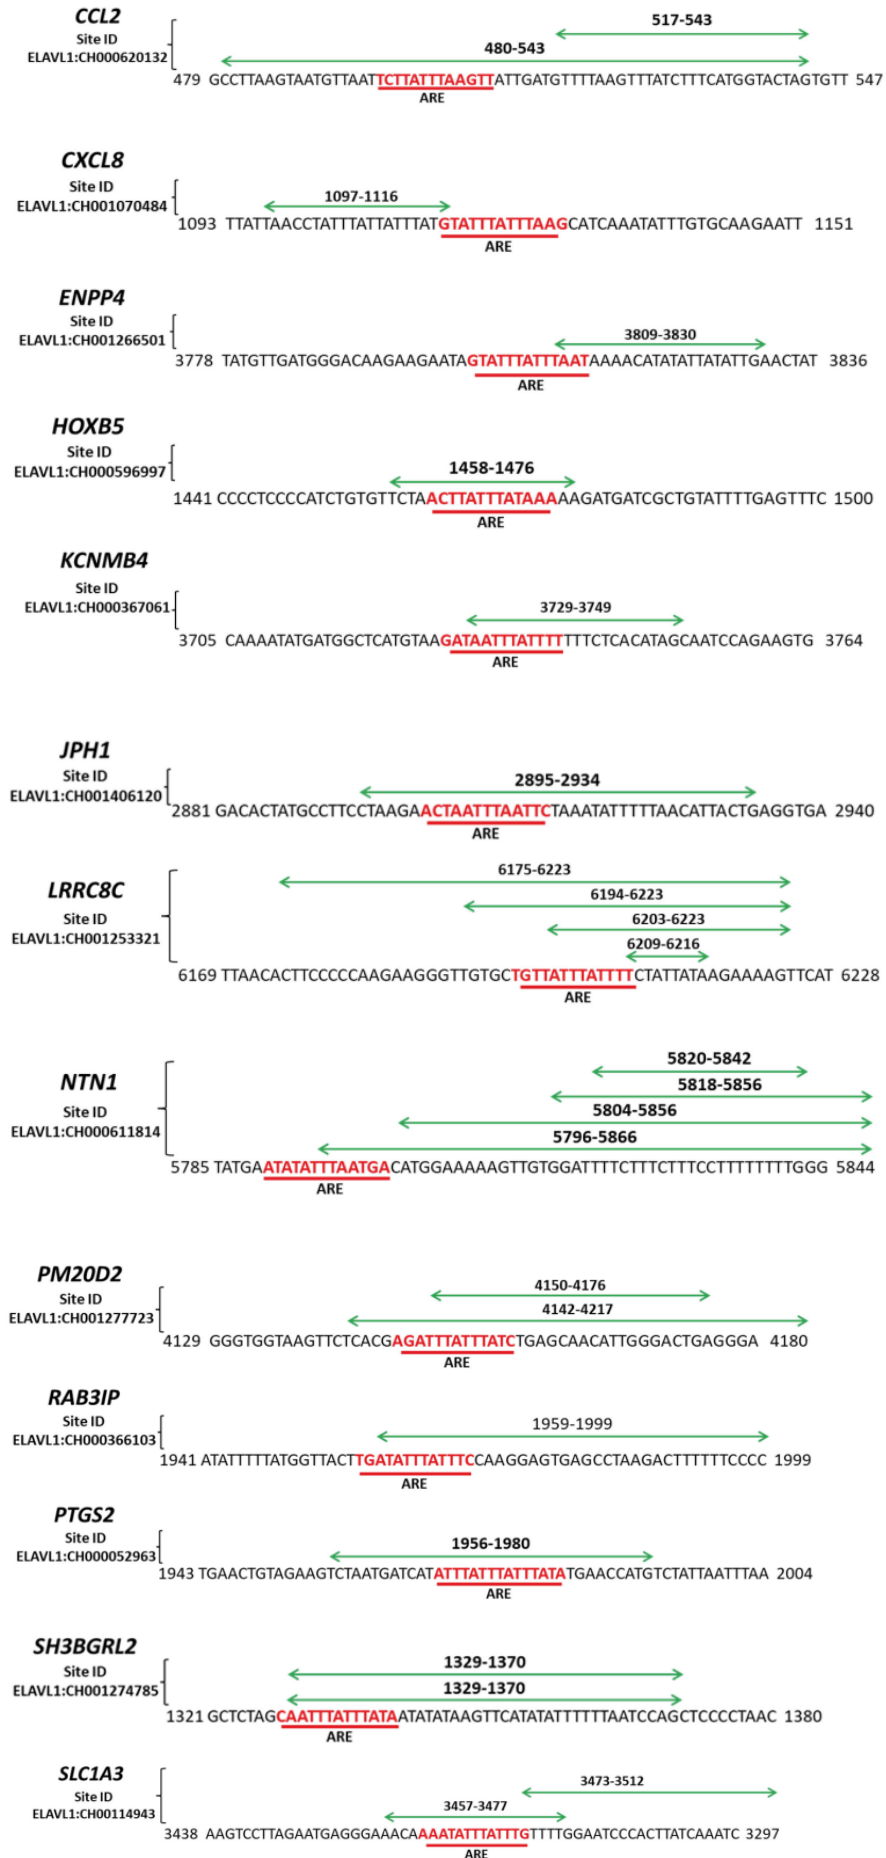 CCL2
Site ID
ELAVL1:CH000620132
517-543
480-543
479 GCCTTAAGTAATGTTAATTCTTATTTAAGTTATTGATGTTTTAAGTTTATCTTTCATGGTACTAGTGTT 547
ARE
CXCL8
Site ID
ELAVL1:CH001070484
1097-1116
1093 TTATTAACCTATTTATTATTTATGTATTTATTTAAGCATCAAATATTTGTGCAAGAATT 1151
ARE
ENPP4
Site ID
ELAVL1:CH001266501
3809-3830
3778 TATGTTGATGGGACAAGAAGAATAGTATTTATTTAATAAAACATATATTATATTGAACTAT 3836
ARE
HOXB5
Site ID
ELAVL1:CH000596997
1458-1476
1441 CCCCTCCCCATCTGTGTTCTAACTTATTTATAAAAAGATGATCGCTGTATTTTGAGTTTC 1500
ARE
KCNMB4
Site ID
ELAVL1:CH000367061
3729-3749
3705 CAAAATATGATGGCTCATGTAAGATAATTTATTTTTTTCTCACATAGCAATCCAGAAGTG 3764
ARE
JPH1
Site ID
ELAVL1:CH001406120
2895-2934
2881 GACACTATGCCTTCCTAAGAACTAATTTAATTCTAAATATTTTTAACATTACTGAGGTGA 2940
ARE
LRRC8C
Site ID
ELAVL1:CH001253321
6175-6223
6194-6223
6203-6223
6209-6216
6169 TTAACACTTCCCCCAAGAAGGGTTGTGCTGTTATTTATTTTCTATTATAAGAAAAGTTCAT 6228
ARE
NTN1
Site ID
ELAVL1:CH000611814
5820-5842
5818-5856
5804-5856
5796-5866
5785 TATGAATATATTTAATGACATGGAAAAAGTTGTGGATTTTCTTTCTTTCCTTTTTTTTTGGG 5844
ARE
PM20D2
Site ID
ELAVL1:CH001277723
4150-4176
4142-4217
4129 GGGTGGTAAGTTCTCACGAGATTTATTTATCTGAGCAACATTGGGACTGAGGGA 4180
ARE
RAB3IP
Site ID
ELAVL1:CH000366103
1959-1999
1941 ATATTTTTATGGTTACTTGATATTTATTTCCAAGGAGTGAGCCTAAGACTTTTTTCCCC 1999
ARE
PTGS2
Site ID
ELAVL1:CH000052963
1956-1980
1943 TGAACTGTAGAAGTCTAATGATCATATTTATTTATTTATATGAACCATGTCTATTAATTTAA 2004
ARE
SH3BGRL2
Site ID
ELAVL1:CH001274785
1329-1370
1329-1370
1321 GCTCTAGCAATTTATTTATAATATATAAGTTCATATATTTTTTAATCCAGCTCCCCTAAC 1380
ARE
SLC1A3
Site ID
ELAVL1:CH00114943
3473-3512
3457-3477
3438 AAGTCCTTAGAATGAGGGAAACAAAATATTTATTTGTTTTGGAATCCCACTTATCAAATC 3297
ARE